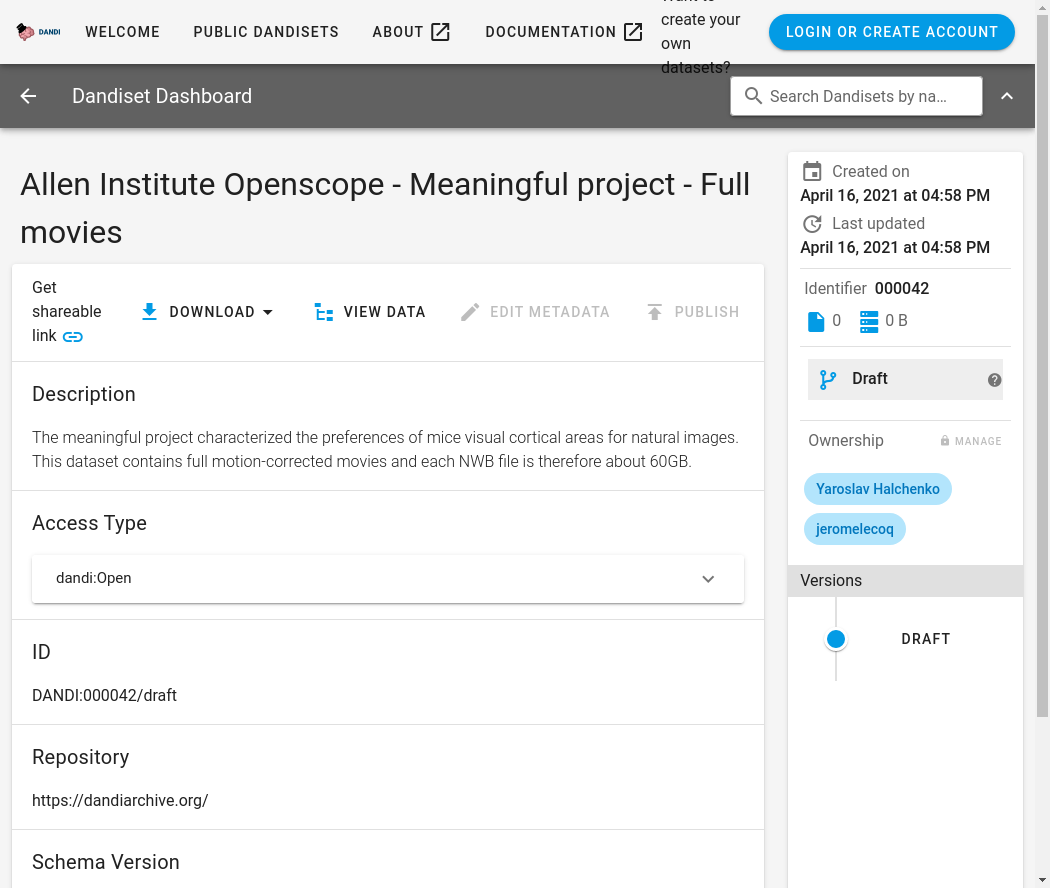 DANDI
WELCOME
PUBLIC DANDISETS
ABOUT
DOCUMENTATION
create your
own
datasets?
LOGIN OR CREATE ACCOUNT
Dandiset Dashboard
Search Dandisets by na...
Allen Institute Openscope - Meaningful project - Full
movies
Get
shareable
link
DOWNLOAD
VIEW DATA
EDIT METADATA
PUBLISH
Description
The meaningful project characterized the preferences of mice visual cortical areas for natural images.
This dataset contains full motion-corrected movies and each NWB file is therefore about 60GB.
Access Type
dandi:Open
ID
DANDI:000042/draft
Repository
https://dandiarchive.org/
Schema Version
Created on
April 16, 2021 at 04:58 PM
Last updated
April 16, 2021 at 04:58 PM
Identifier 000042
0
0 B
Draft
Ownership
MANAGE
Yaroslav Halchenko
jeromelecoq
Versions
DRAFT